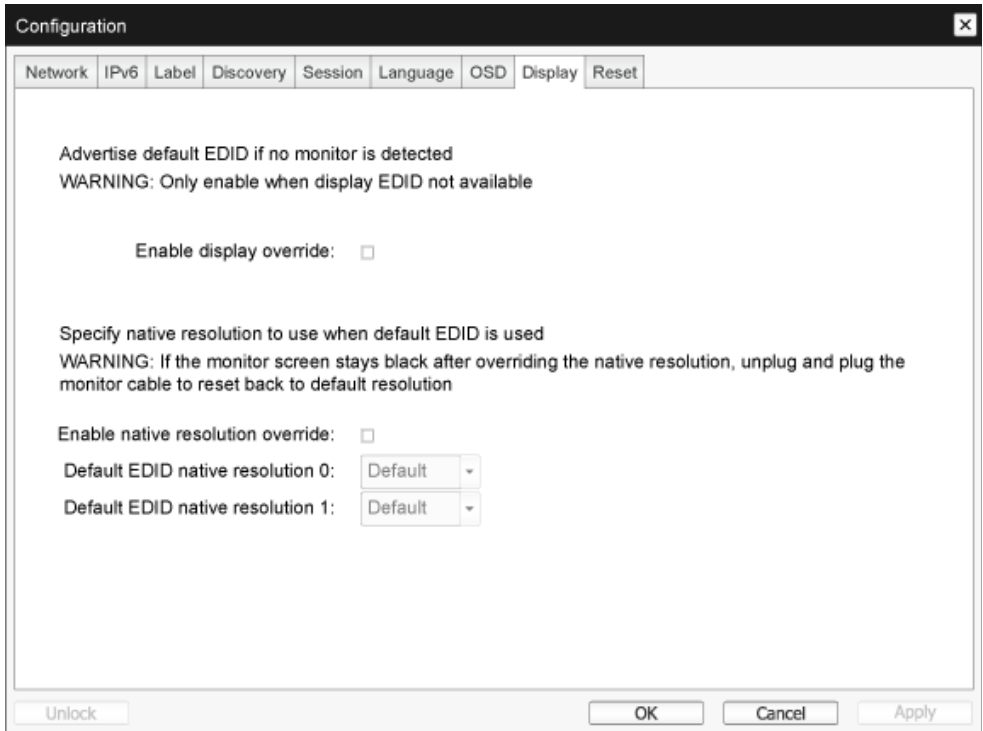 Configuration
Network IPv6 Label Discovery Session Language OSD Display Reset
Advertise default EDID if no monitor is detected
WARNING: Only enable when display EDID not available
Enable display override:
Specify native resolution to use when default EDID is used
WARNING: If the monitor screen stays black after overriding the native resolution, unplug and plug the
monitor cable to reset back to default resolution
Enable native resolution override:
Default EDID native resolution 0: Default
Default EDID native resolution 1: Default
Unlock OK Cancel Apply